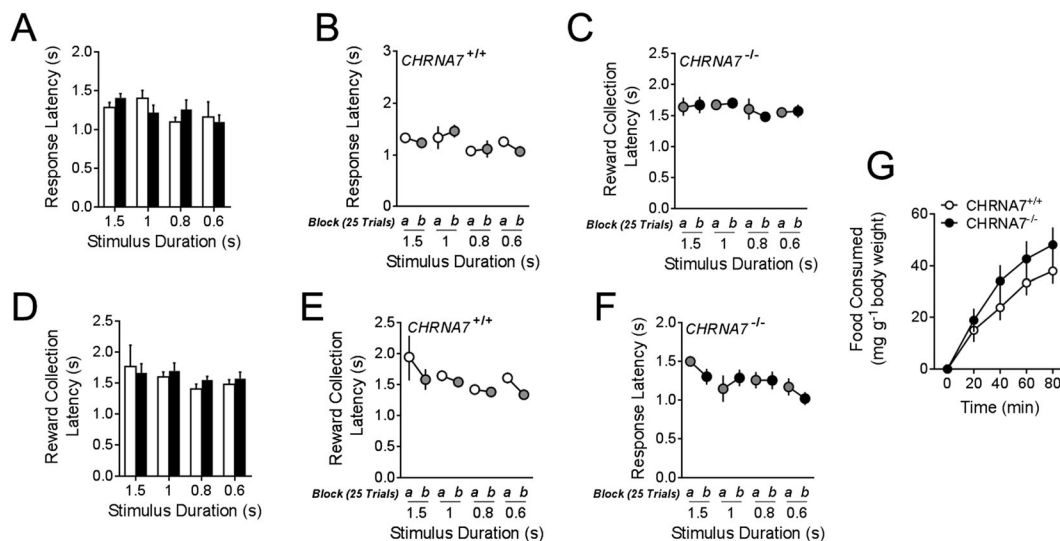 A
Response Latency (s)
2.0
1.5
1.0
0.5
0.0
1.5 1 0.8 0.6
Stimulus Duration (s)
B
CHRNA7+/+
Response Latency (s)
3
2
1
0
Block (25 Trials) a b a b a b a b
1.5 1 0.8 0.6
Stimulus Duration (s)
C
CHRNA7-/-
Reward Collection
Latency (s)
2.5
2.0
1.5
1.0
0.5
0.0
Block (25 Trials) a b a b a b a b
1.5 1 0.8 0.6
Stimulus Duration (s)
D
Reward Collection
Latency (s)
2.5
2.0
1.5
1.0
0.5
0.0
1.5 1 0.8 0.6
Stimulus Duration (s)
E
CHRNA7+/+
Reward Collection
Latency (s)
2.5
2.0
1.5
1.0
0.5
0.0
Block (25 Trials) a b a b a b a b
1.5 1 0.8 0.6
Stimulus Duration (s)
F
CHRNA7-/-
Response Latency (s)
2.0
1.5
1.0
0.5
0.0
Block (25 Trials) a b a b a b a b
1.5 1 0.8 0.6
Stimulus Duration (s)
G
CHRNA7+/+
CHRNA7-/-
Food Consumed
(mg g-1 body weight)
60
40
20
0
0 20 40 60 80
Time (min)